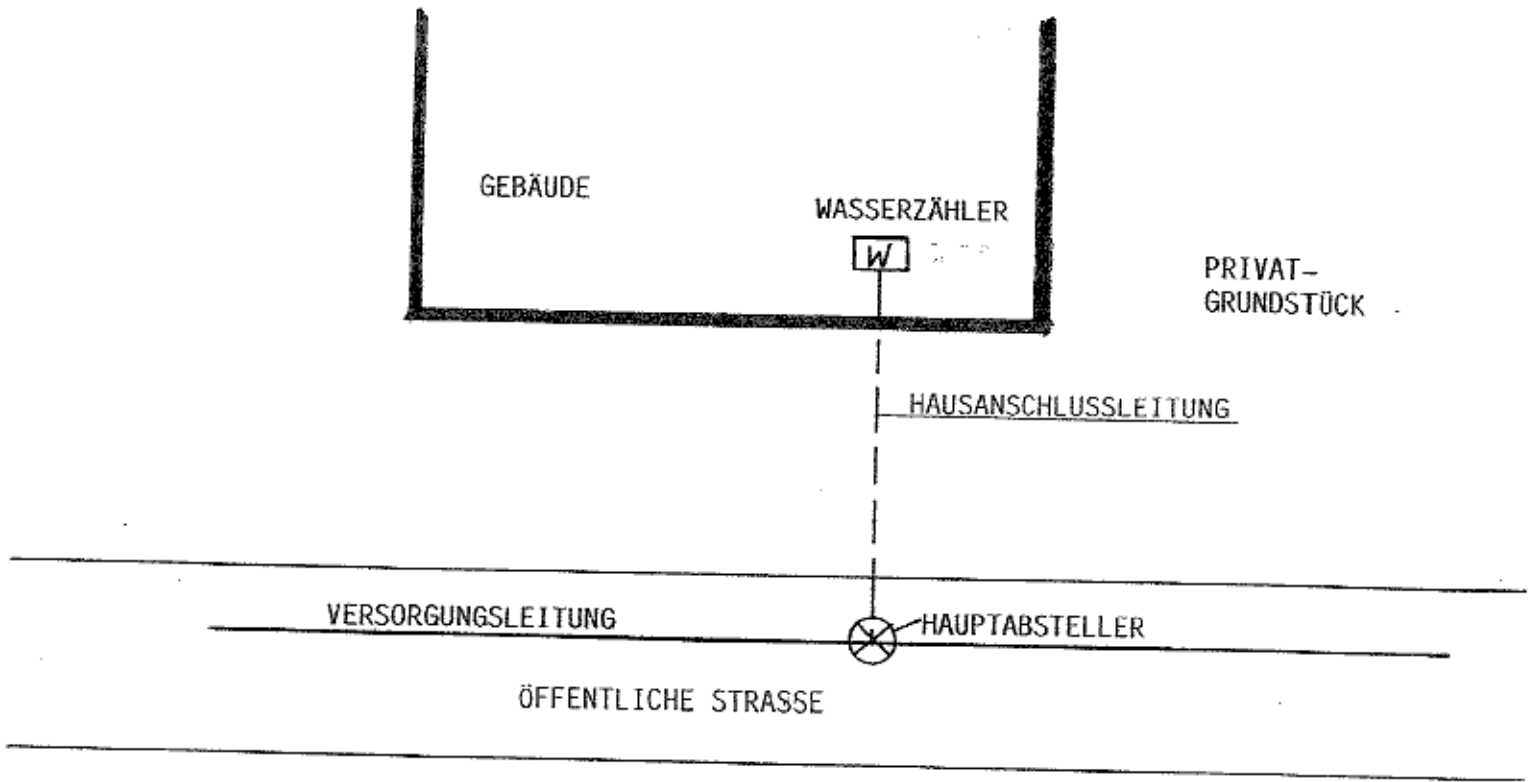 GEBÄUDE
WASSERZÄHLER
W
PRIVAT-
GRUNDSTÜCK
HAUSANSCHLUSSLEITUNG
VERSORGUNGSLEITUNG
HAUPTABSTELLER
ÖFFENTLICHE STRASSE